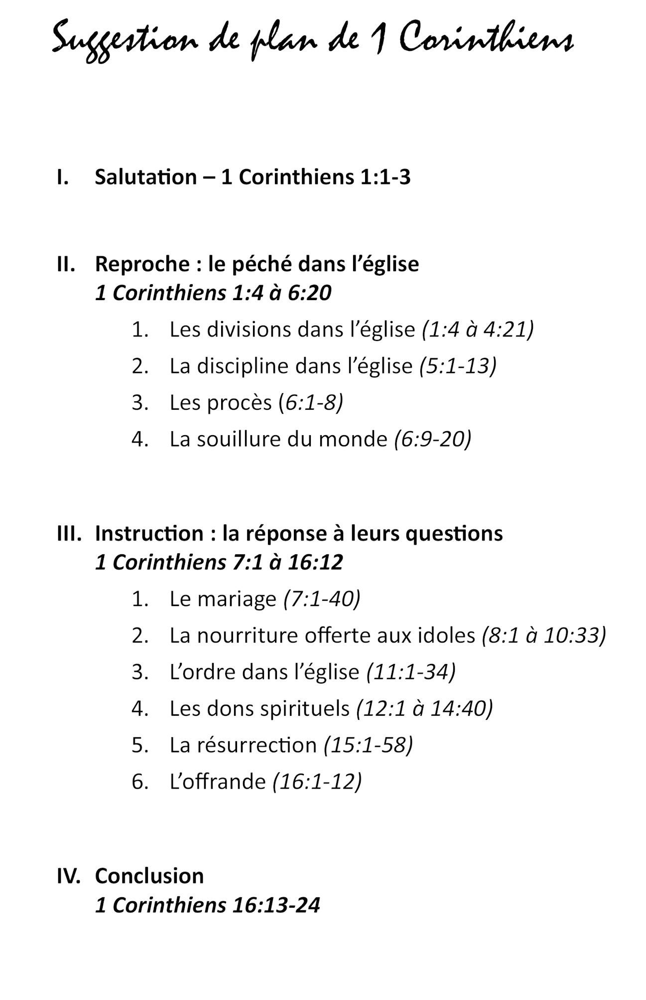 Suggestion de plan de 1 Corinthiens
I. Salutation – 1 Corinthiens 1:1-3
II. Reproche : le péché dans l’église
1 Corinthiens 1:4 à 6:20
1. Les divisions dans l’église (1:4 à 4:21)
2. La discipline dans l’église (5:1-13)
3. Les procès (6:1-8)
4. La souillure du monde (6:9-20)
III. Instruction : la réponse à leurs questions
1 Corinthiens 7:1 à 16:12
1. Le mariage (7:1-40)
2. La nourriture offerte aux idoles (8:1 à 10:33)
3. L’ordre dans l’église (11:1-34)
4. Les dons spirituels (12:1 à 14:40)
5. La résurrection (15:1-58)
6. L’offrande (16:1-12)
IV. Conclusion
1 Corinthiens 16:13-24